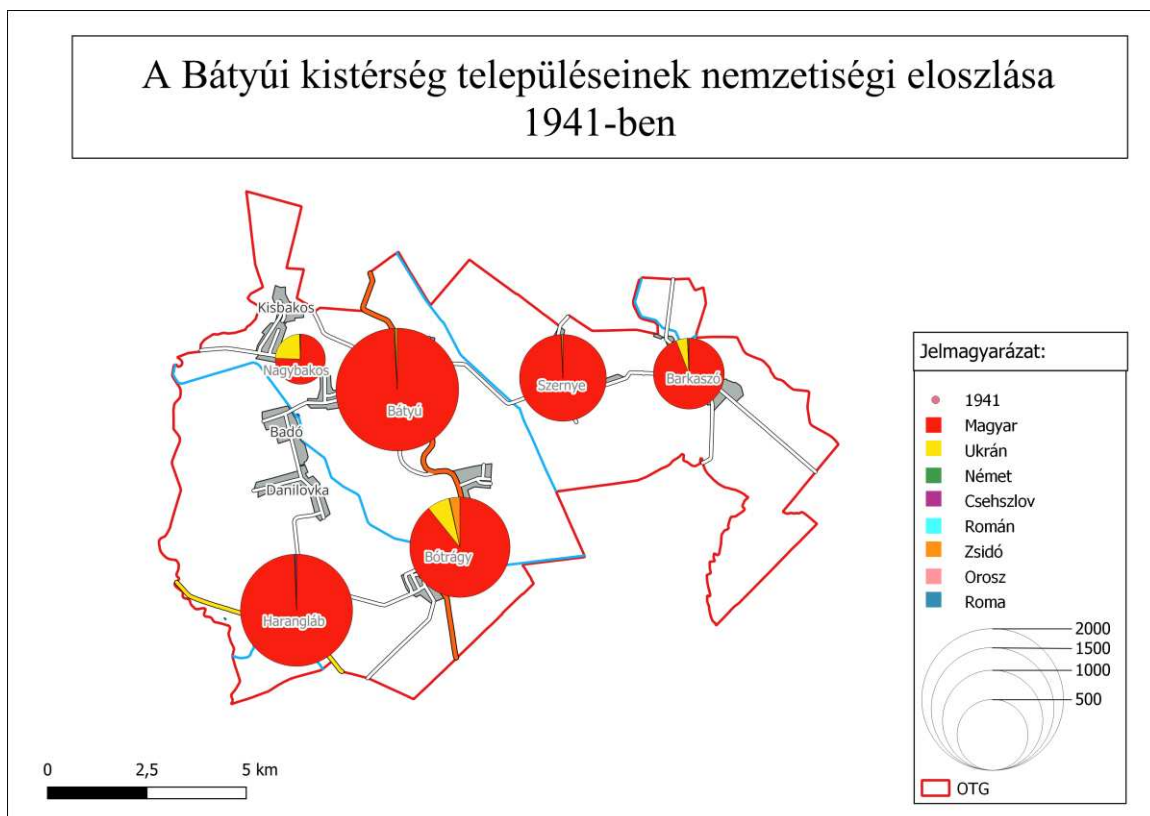 A Bátyúi kistérség településeinek nemzetiségi eloszlása
1941-ben
Kisbakos
Nagybakos
Bátyú
Szernye
Barkaszó
Badó
Danilovka
Bótrágy
Harangláb
Jelmagyarázat:
1941
Magyar
Ukrán
Német
Csehszlov
Román
Zsidó
Orosz
Roma
2000
1500
1000
500
OTG
0 2,5 5 km